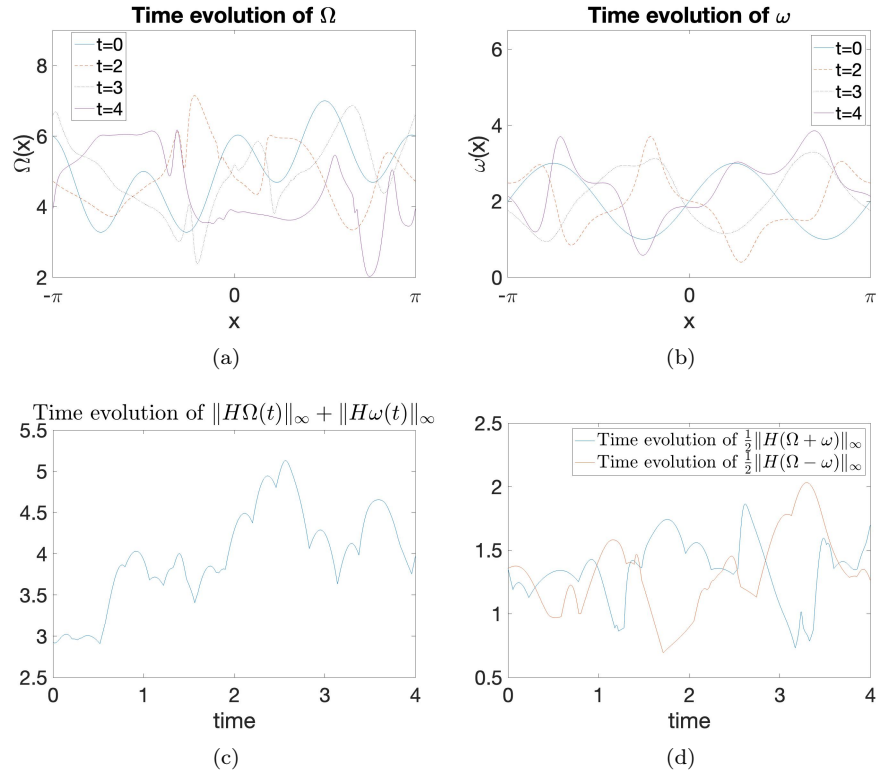 Time evolution of Ω
t=0
t=2
t=3
t=4
8
6
4
2
Ω(x)
-π
0
π
x
(a)
Time evolution of ω
t=0
t=2
t=3
t=4
6
4
2
0
ω(x)
-π
0
π
x
(b)
Time evolution of ‖HΩ(t)‖∞ + ‖Hω(t)‖∞
5.5
5
4.5
4
3.5
3
2.5
0
1
2
3
4
time
(c)
Time evolution of ½‖H(Ω + ω)‖∞
Time evolution of ½‖H(Ω − ω)‖∞
2.5
2
1.5
1
0.5
0
1
2
3
4
time
(d)